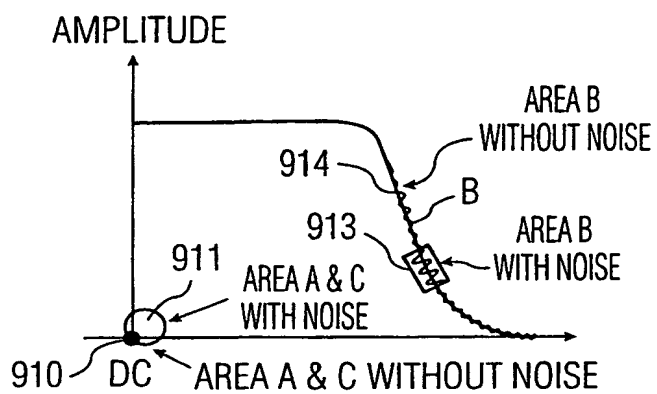 AMPLITUDE
AREA B
WITHOUT NOISE
914
B
913
AREA B
WITH NOISE
911
AREA A & C
WITH NOISE
910
DC
AREA A & C WITHOUT NOISE